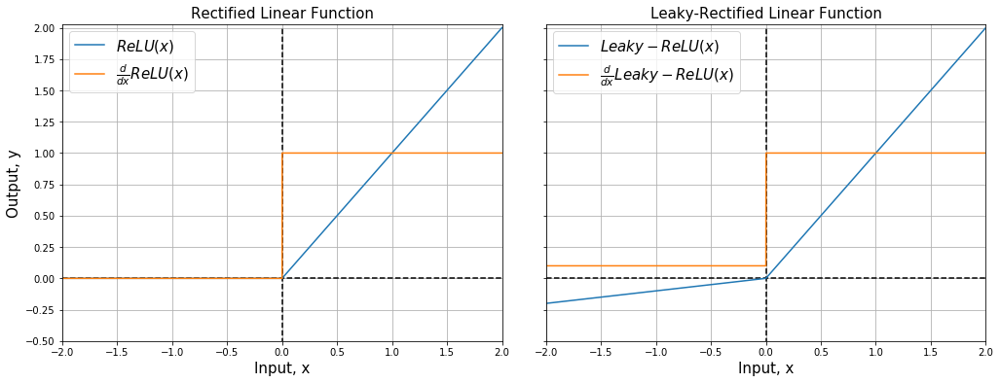 Rectified Linear Function
ReLU(x)
d/dx ReLU(x)
2.00
1.75
1.50
1.25
1.00
0.75
0.50
0.25
0.00
−0.25
−0.50
Output, y
−2.0 −1.5 −1.0 −0.5 0.0 0.5 1.0 1.5 2.0
Input, x
Leaky-Rectified Linear Function
Leaky − ReLU(x)
d/dx Leaky − ReLU(x)
−2.0 −1.5 −1.0 −0.5 0.0 0.5 1.0 1.5 2.0
Input, x